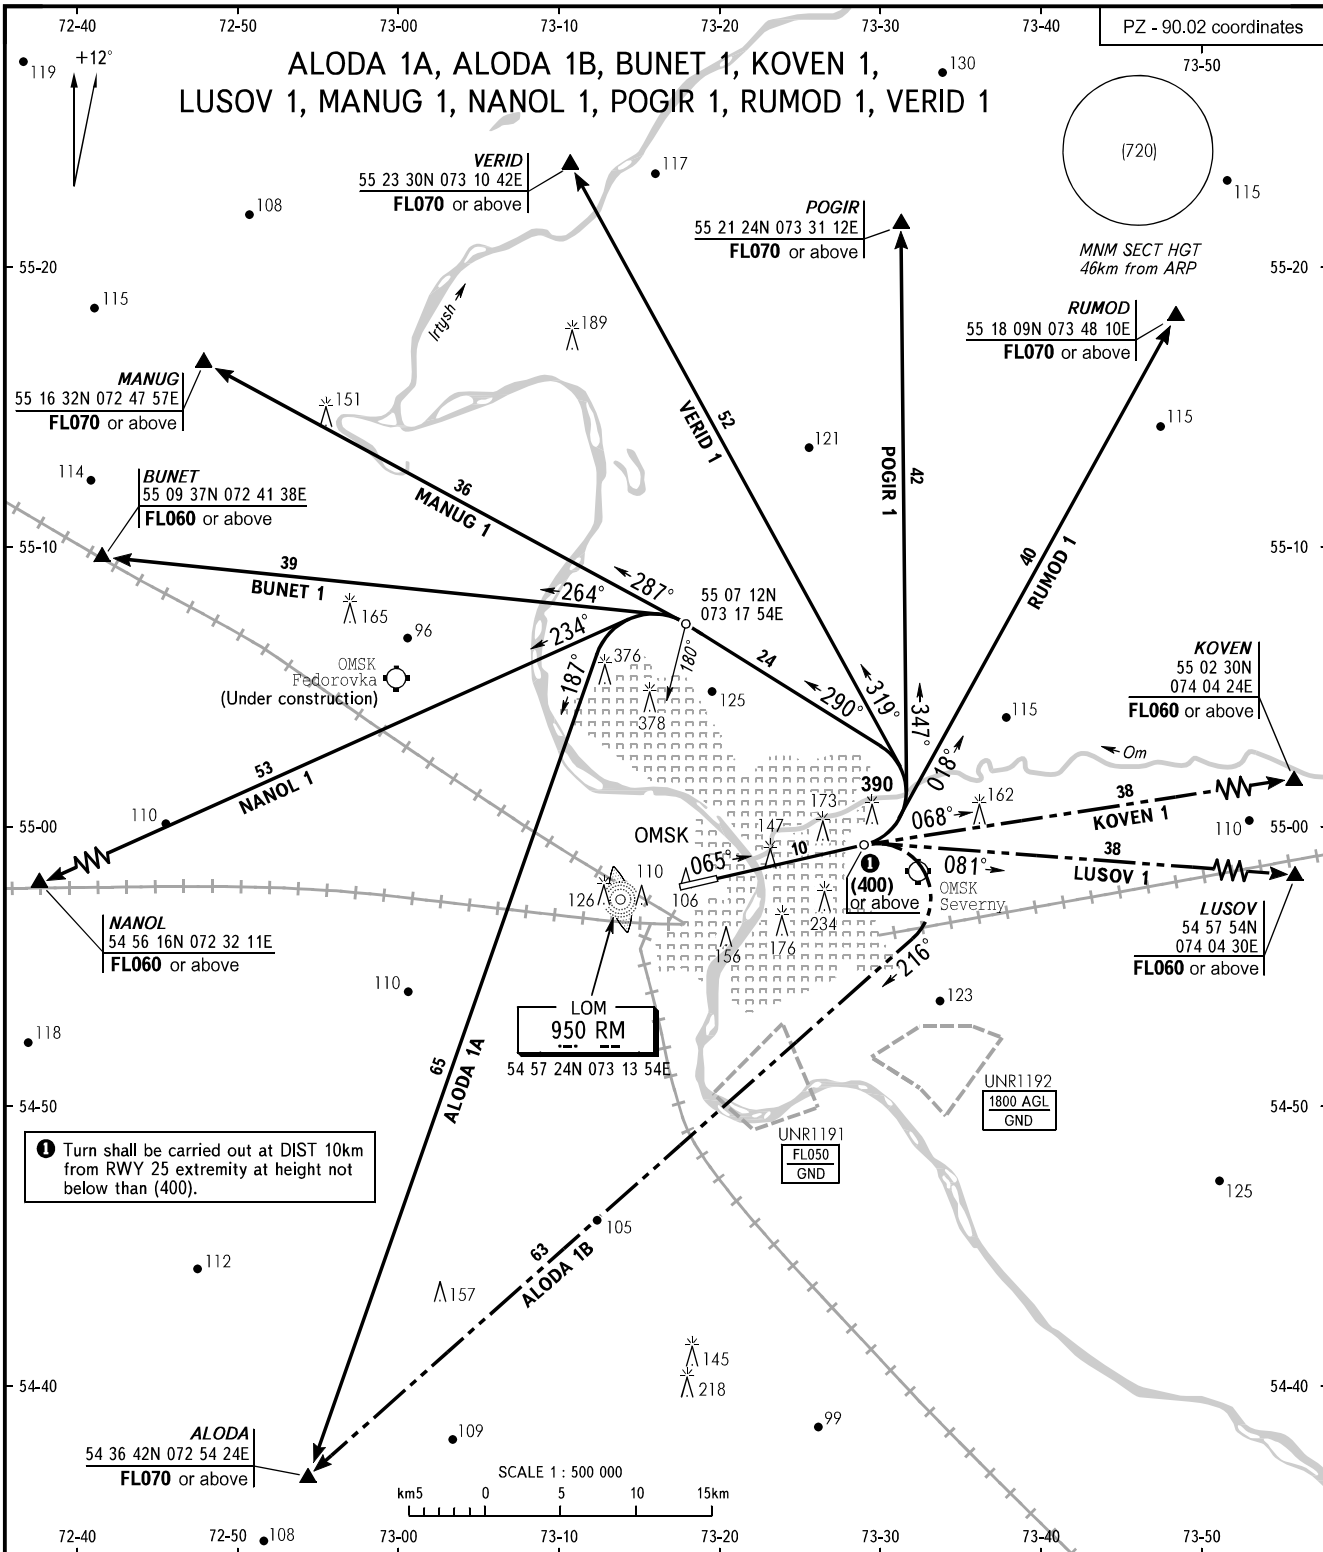 72-40
72-50
73-00
73-10
73-20
73-30
73-40
PZ - 90.02 coordinates
73-50
+12°
119
ALODA 1A, ALODA 1B, BUNET 1, KOVEN 1,
LUSOV 1, MANUG 1, NANOL 1, POGIR 1, RUMOD 1, VERID 1
130
(720)
MNM SECT HGT
46km from ARP
VERID
55 23 30N 073 10 42E
FL070 or above
117
115
108
POGIR
55 21 24N 073 31 12E
FL070 or above
55-20
55-20
115
Irtysh
189
RUMOD
55 18 09N 073 48 10E
FL070 or above
MANUG
55 16 32N 072 47 57E
FL070 or above
151
52
VERID 1
121
115
42
POGIR 1
114
BUNET
55 09 37N 072 41 38E
FL060 or above
36
MANUG 1
55-10
55-10
39
BUNET 1
40
RUMOD 1
264°
287°
55 07 12N
073 17 54E
165
96
234°
187°
376
180°
24
OMSK
Fedorovka
(Under construction)
378
125
290°
319°
347°
018°
115
KOVEN
55 02 30N
074 04 24E
FL060 or above
Om
53
NANOL 1
390
162
173
147
068°
38
KOVEN 1
110
110
55-00
55-00
OMSK
065°
10
1
(400)
or above
081°
OMSK
Severny
38
LUSOV 1
126
110
106
234
176
156
216°
NANOL
54 56 16N 072 32 11E
FL060 or above
LUSOV
54 57 54N
074 04 30E
FL060 or above
110
123
118
LOM
950 RM
54 57 24N 073 13 54E
65
ALODA 1A
UNR1192
1800 AGL
GND
54-50
54-50
UNR1191
FL050
GND
1 Turn shall be carried out at DIST 10km
from RWY 25 extremity at height not
below than (400).
125
105
112
63
ALODA 1B
157
145
218
54-40
54-40
99
109
ALODA
54 36 42N 072 54 24E
FL070 or above
SCALE 1 : 500 000
km5 0 5 10 15km
108
72-40
72-50
73-00
73-10
73-20
73-30
73-40
73-50